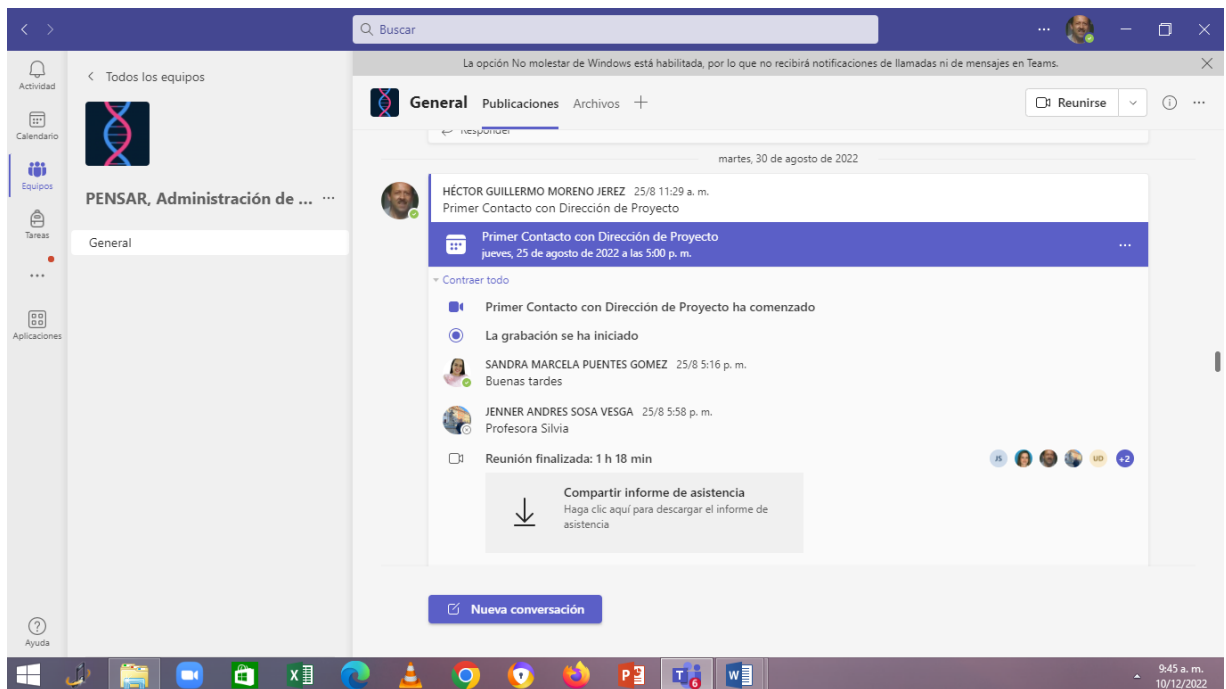 Buscar
La opción No molestar de Windows está habilitada, por lo que no recibirá notificaciones de llamadas ni de mensajes en Teams.
Actividad
Calendario
Equipos
Tareas
Aplicaciones
Ayuda
Todos los equipos
PENSAR, Administración de ...
General
General Publicaciones Archivos
Reunirse
Responder
martes, 30 de agosto de 2022
HÉCTOR GUILLERMO MORENO JEREZ 25/8 11:29 a. m.
Primer Contacto con Dirección de Proyecto
Primer Contacto con Dirección de Proyecto
jueves, 25 de agosto de 2022 a las 5:00 p. m.
Contraer todo
Primer Contacto con Dirección de Proyecto ha comenzado
La grabación se ha iniciado
SANDRA MARCELA PUENTES GOMEZ 25/8 5:16 p. m.
Buenas tardes
JENNER ANDRES SOSA VESGA 25/8 5:58 p. m.
Profesora Silvia
Reunión finalizada: 1 h 18 min
JS UD +2
Compartir informe de asistencia
Haga clic aquí para descargar el informe de
asistencia
Nueva conversación
9:45 a. m.
10/12/2022